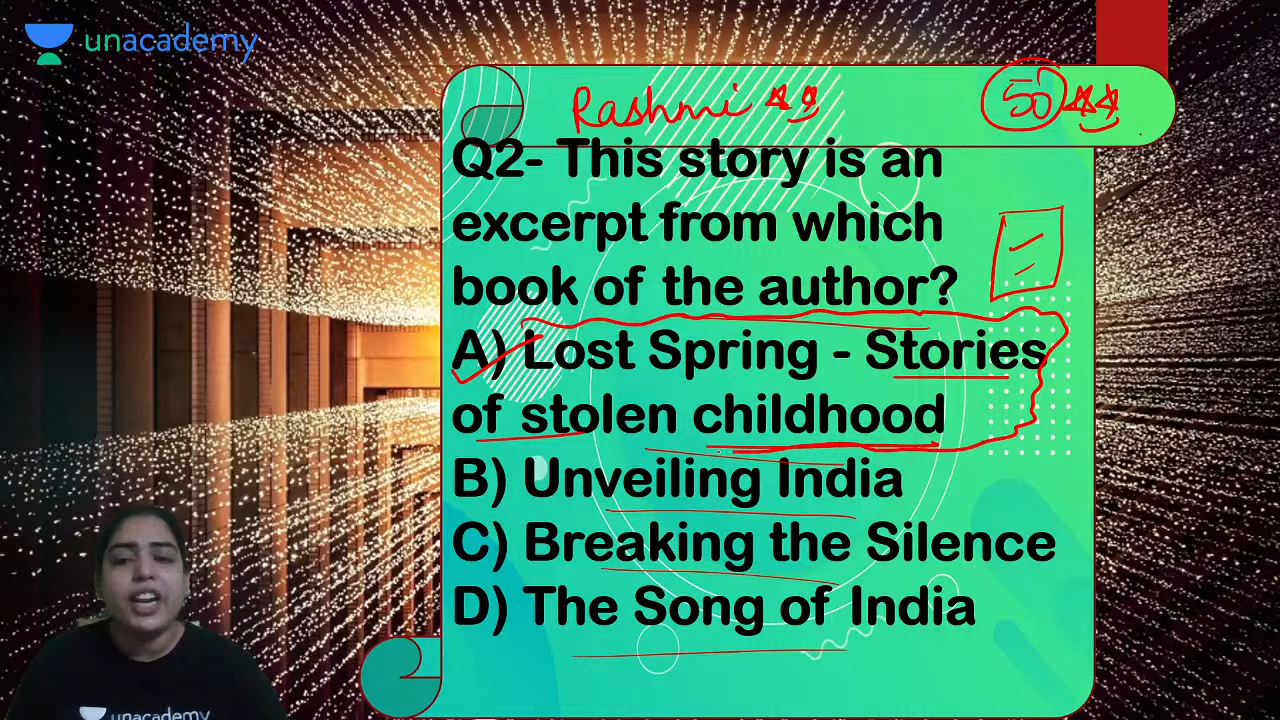 unacademy
Rashmi
50
Q2- This story is an
excerpt from which
book of the author?
A) Lost Spring - Stories
of stolen childhood
B) Unveiling India
C) Breaking the Silence
D) The Song of India
unacademy